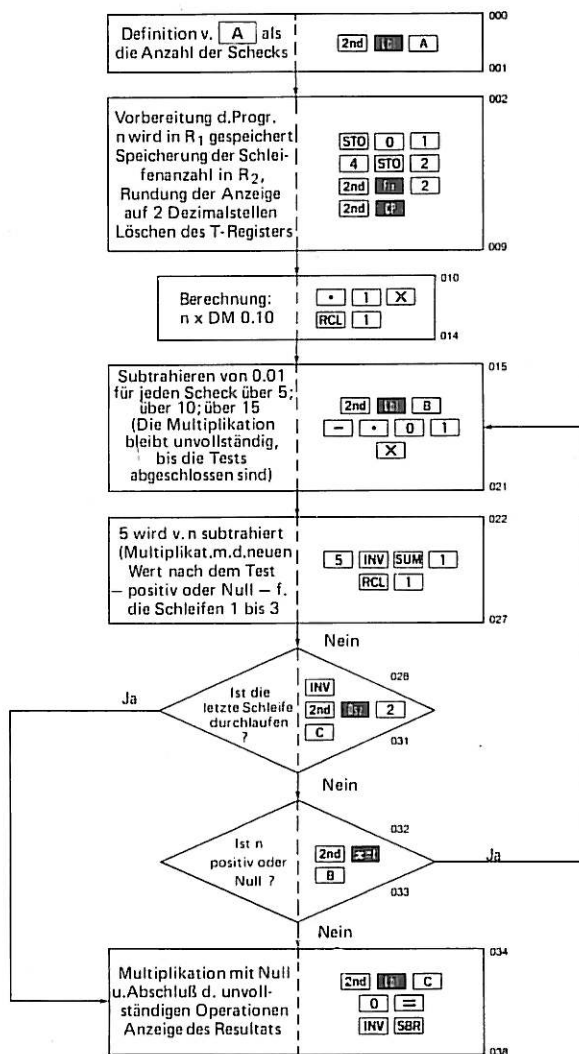 000
Definition v. A als
die Anzahl der Schecks
2nd Lbl A
001
002
Vorbereitung d.Progr.
n wird in R1 gespeichert
Speicherung der Schlei-
fenanzahl in R2,
Rundung der Anzeige
auf 2 Dezimalstellen
Löschen des T-Registers
STO 0 1
4 STO 2
2nd 2
2nd CP
009
010
Berechnung:
n x DM 0.10
· 1 X
RCL 1
014
015
Subtrahieren von 0.01
für jeden Scheck über 5;
über 10; über 15
(Die Multiplikation
bleibt unvollständig,
bis die Tests
abgeschlossen sind)
2nd Lbl B
− · 0 1
X
021
022
5 wird v. n subtrahiert
(Multiplikat.m.d.neuen
Wert nach dem Test
– positiv oder Null – f.
die Schleifen 1 bis 3
5 INV SUM 1
RCL 1
027
Nein
Ja
Ist die
letzte Schleife
durchlaufen
?
028
INV
2nd 2
C
031
Nein
Ist n
positiv oder
Null ?
032
2nd
B
033
Ja
Nein
034
Multiplikation mit Null
u.Abschluß d. unvoll-
ständigen Operationen
Anzeige des Resultats
2nd Lbl C
0 =
INV SBR
038